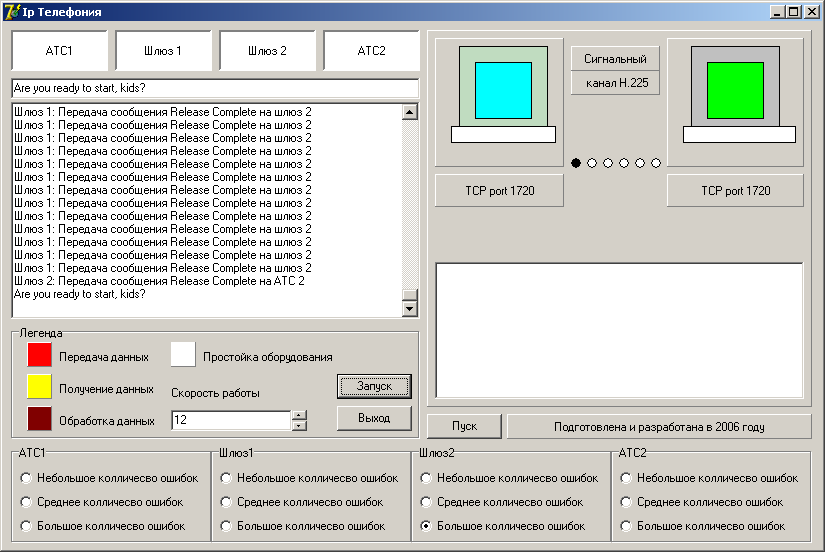 Ip Телефония
АТС1
Шлюз 1
Шлюз 2
АТС2
Are you ready to start, kids?
Шлюз 1: Передача сообщения Release Complete на шлюз 2
Шлюз 1: Передача сообщения Release Complete на шлюз 2
Шлюз 1: Передача сообщения Release Complete на шлюз 2
Шлюз 1: Передача сообщения Release Complete на шлюз 2
Шлюз 1: Передача сообщения Release Complete на шлюз 2
Шлюз 1: Передача сообщения Release Complete на шлюз 2
Шлюз 1: Передача сообщения Release Complete на шлюз 2
Шлюз 1: Передача сообщения Release Complete на шлюз 2
Шлюз 1: Передача сообщения Release Complete на шлюз 2
Шлюз 1: Передача сообщения Release Complete на шлюз 2
Шлюз 1: Передача сообщения Release Complete на шлюз 2
Шлюз 1: Передача сообщения Release Complete на шлюз 2
Шлюз 1: Передача сообщения Release Complete на шлюз 2
Шлюз 2: Передача сообщения Release Complete на АТС 2
Are you ready to start, kids?
Легенда
Передача данных
Простойка оборудования
Получение данных
Скорость работы
Запуск
Обработка данных
12
Выход
Сигнальный
канал H.225
TCP port 1720
TCP port 1720
Пуск
Подготовлена и разработана в 2006 году
АТС1
Небольшое колличесво ошибок
Среднее колличесво ошибок
Большое колличесво ошибок
Шлюз1
Небольшое колличесво ошибок
Среднее колличесво ошибок
Большое колличесво ошибок
Шлюз2
Небольшое колличесво ошибок
Среднее колличесво ошибок
Большое колличесво ошибок
АТС2
Небольшое колличесво ошибок
Среднее колличесво ошибок
Большое колличесво ошибок